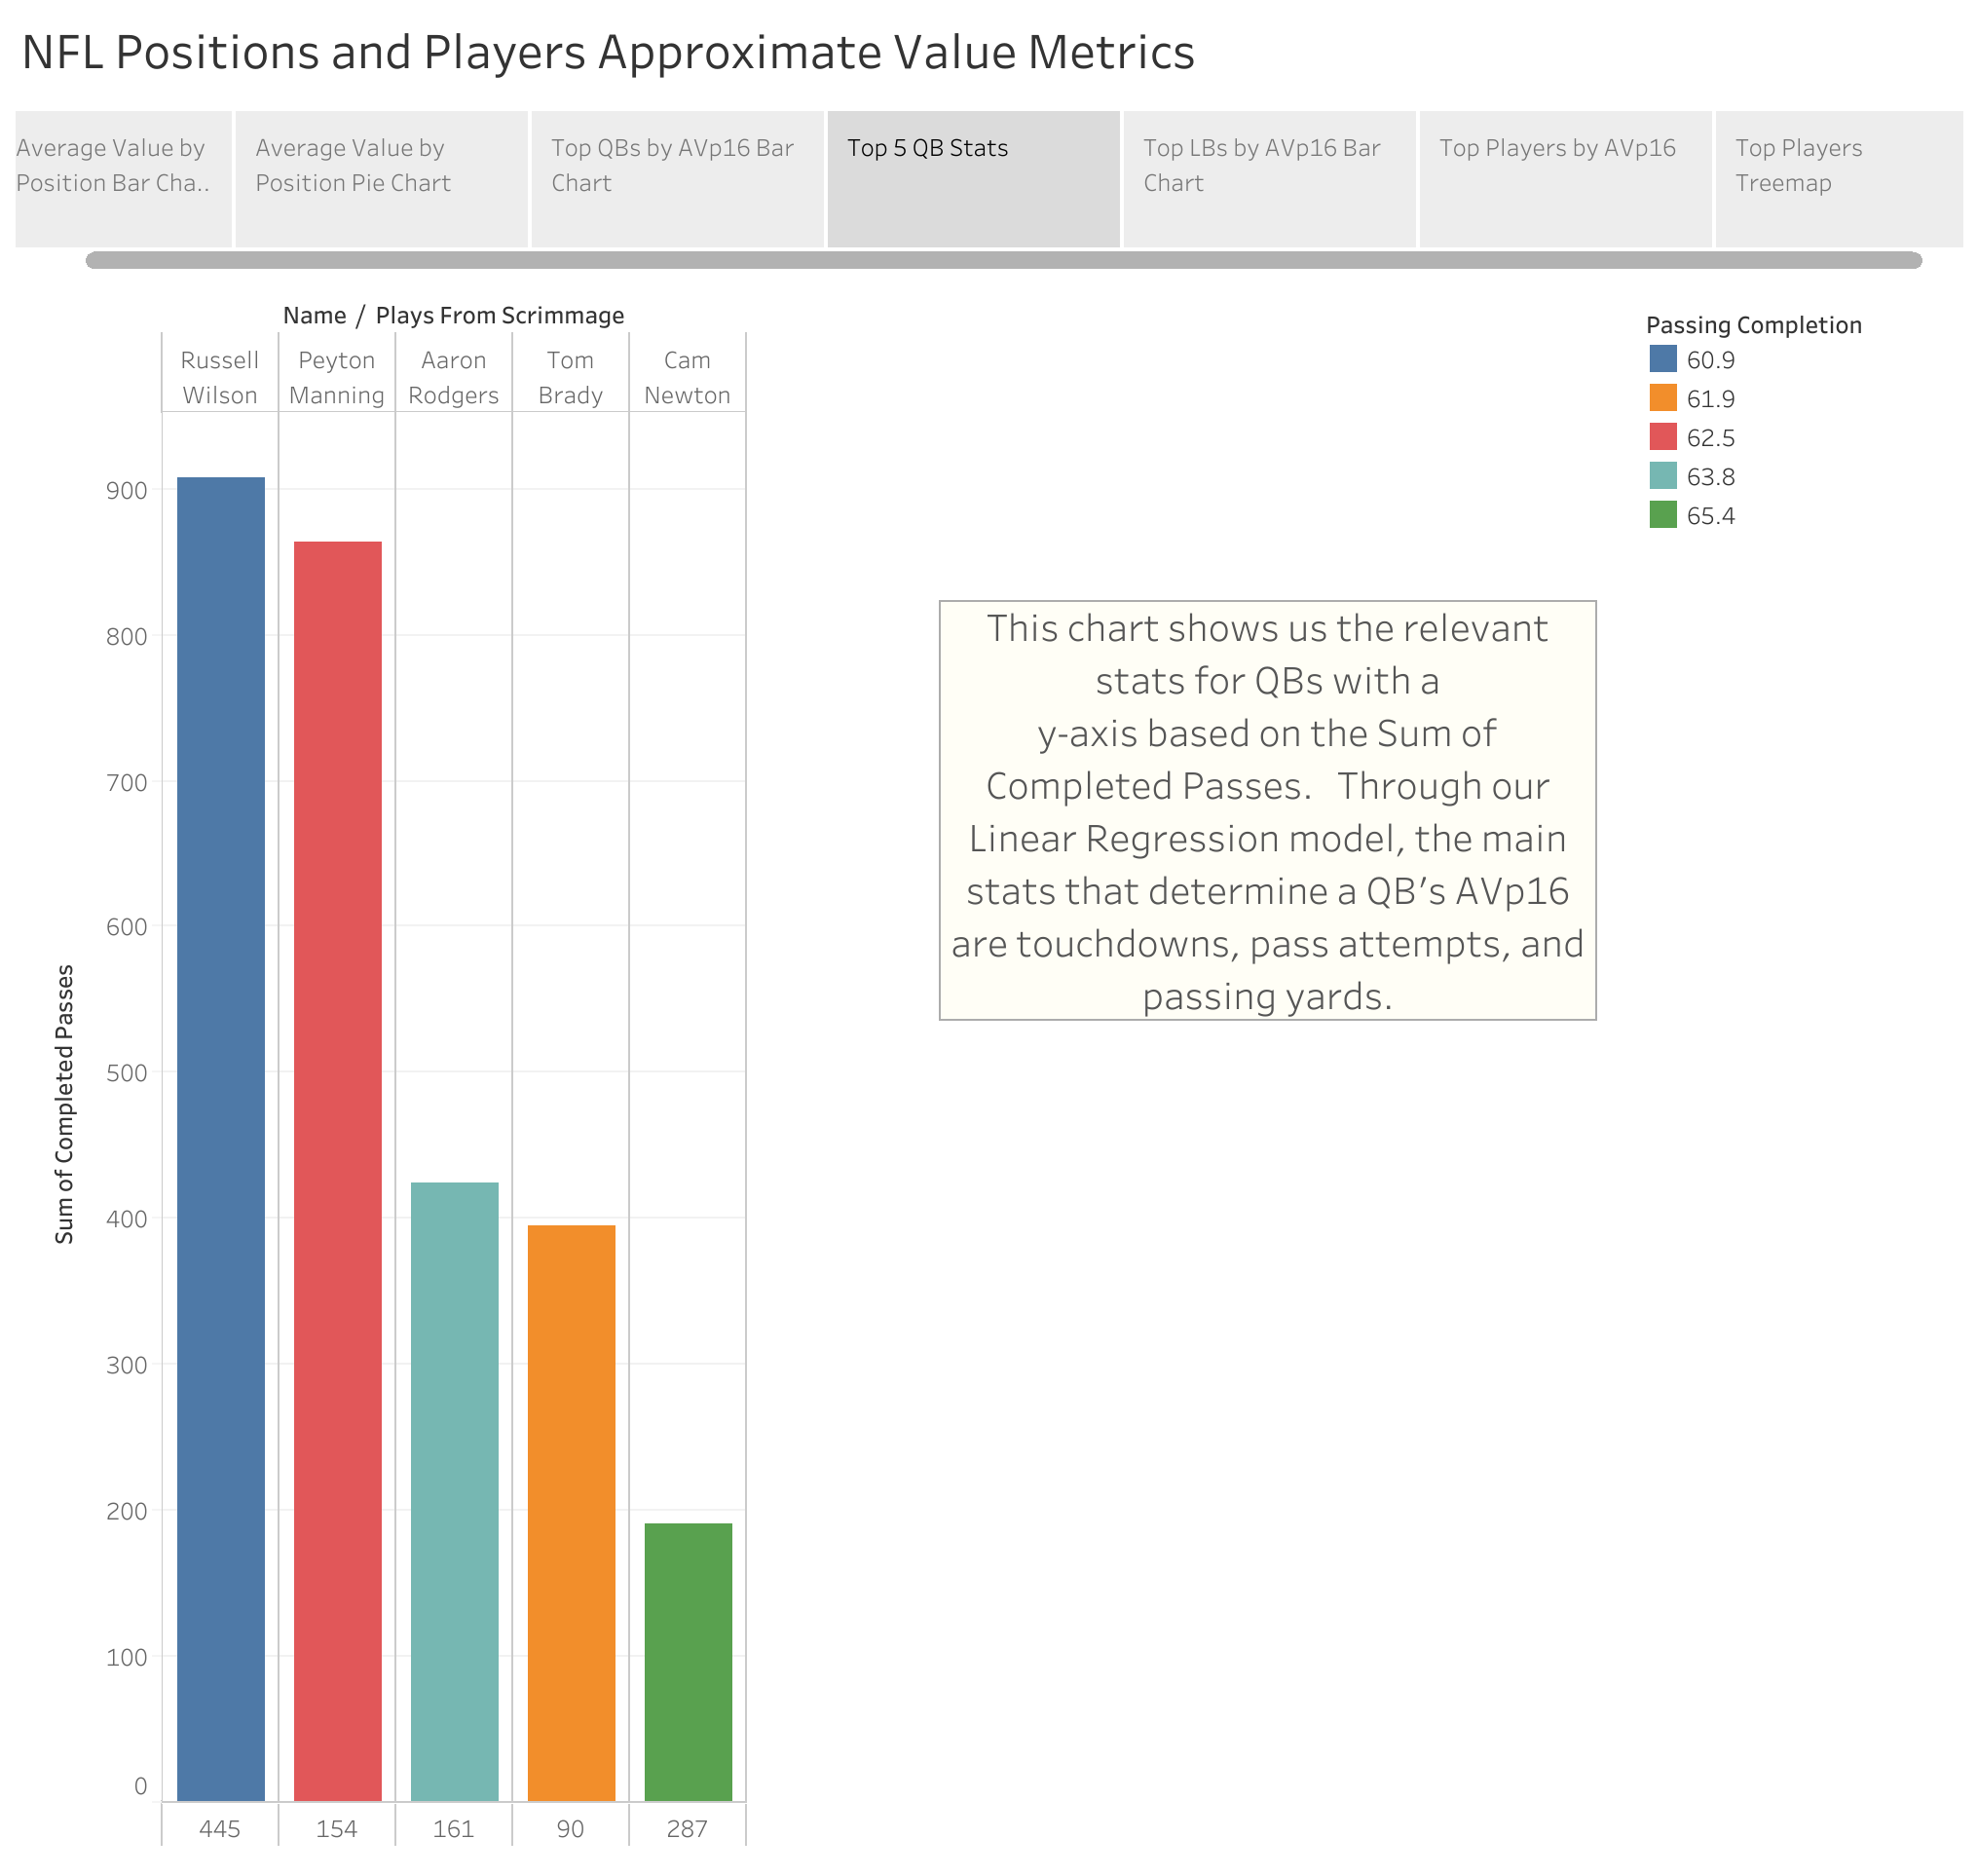 NFL Positions and Players Approximate Value Metrics
Average Value by
Position Bar Cha..
Average Value by
Position Pie Chart
Top QBs by AVp16 Bar
Chart
Top 5 QB Stats
Top LBs by AVp16 Bar
Chart
Top Players by AVp16
Top Players
Treemap
Name / Plays From Scrimmage
Russell
Wilson
Peyton
Manning
Aaron
Rodgers
Tom
Brady
Cam
Newton
Sum of Completed Passes
900
800
700
600
500
400
300
200
100
0
445
154
161
90
287
Passing Completion
60.9
61.9
62.5
63.8
65.4
This chart shows us the relevant
stats for QBs with a
y-axis based on the Sum of
Completed Passes.  Through our
Linear Regression model, the main
stats that determine a QB’s AVp16
are touchdowns, pass attempts, and
passing yards.